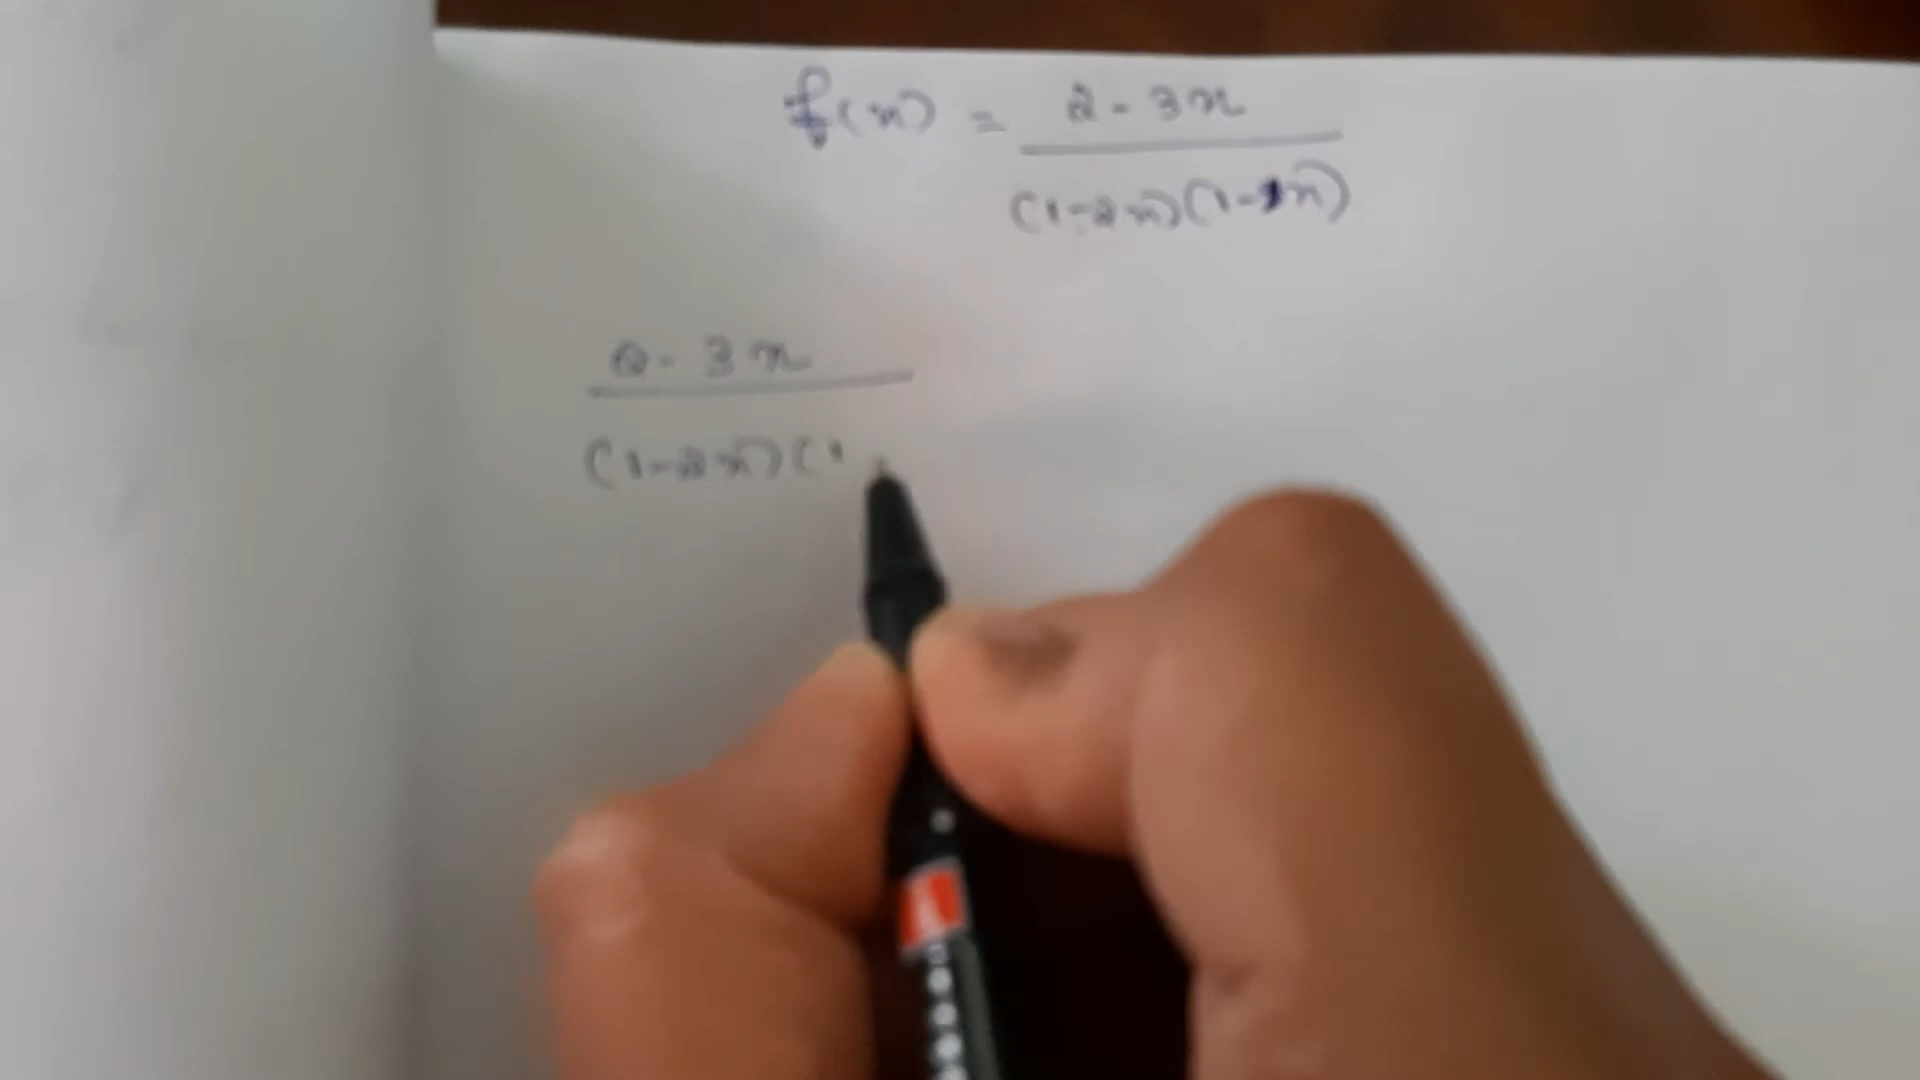 f(x) = 2 - 3x
(1-2x)(1-x)
2 - 3x
(1-2x)(1